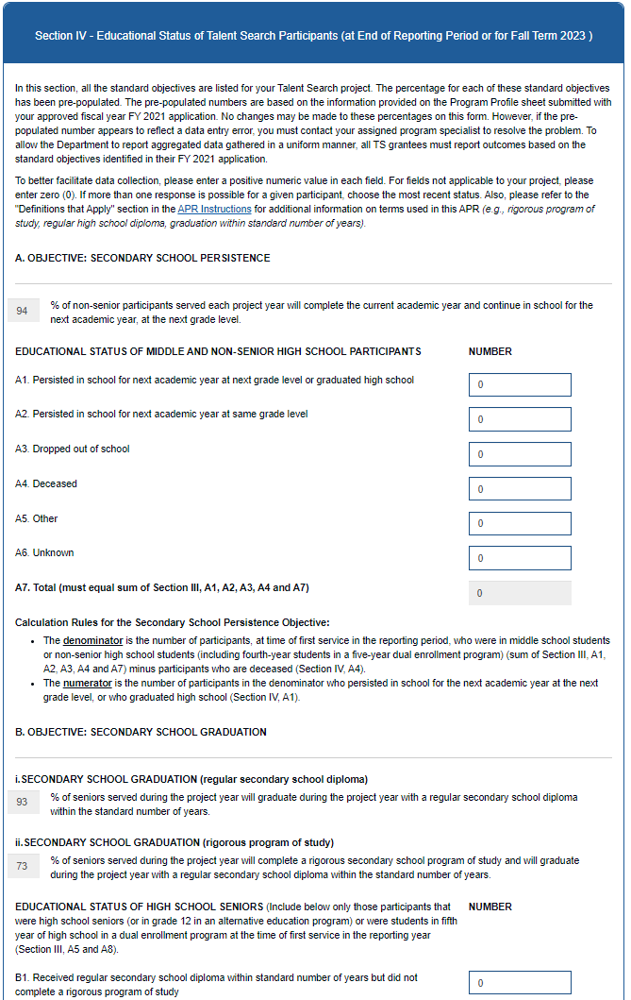 Section IV - Educational Status of Talent Search Participants (at End of Reporting Period or for Fall Term 2023 )
In this section, all the standard objectives are listed for your Talent Search project. The percentage for each of these standard objectives
has been pre-populated. The pre-populated numbers are based on the information provided on the Program Profile sheet submitted with
your approved fiscal year FY 2021 application. No changes may be made to these percentages on this form. However, if the pre-
populated number appears to reflect a data entry error, you must contact your assigned program specialist to resolve the problem. To
allow the Department to report aggregated data gathered in a uniform manner, all TS grantees must report outcomes based on the
standard objectives identified in their FY 2021 application.
To better facilitate data collection, please enter a positive numeric value in each field. For fields not applicable to your project, please
enter zero (0). If more than one response is possible for a given participant, choose the most recent status. Also, please refer to the
"Definitions that Apply" section in the APR Instructions for additional information on terms used in this APR (e.g., rigorous program of
study, regular high school diploma, graduation within standard number of years).
A. OBJECTIVE: SECONDARY SCHOOL PERSISTENCE
94 % of non-senior participants served each project year will complete the current academic year and continue in school for the
next academic year, at the next grade level.
EDUCATIONAL STATUS OF MIDDLE AND NON-SENIOR HIGH SCHOOL PARTICIPANTS NUMBER
A1. Persisted in school for next academic year at next grade level or graduated high school 0
A2. Persisted in school for next academic year at same grade level 0
A3. Dropped out of school 0
A4. Deceased 0
A5. Other 0
A6. Unknown 0
A7. Total (must equal sum of Section III, A1, A2, A3, A4 and A7) 0
Calculation Rules for the Secondary School Persistence Objective:
• The denominator is the number of participants, at time of first service in the reporting period, who were in middle school students
or non-senior high school students (including fourth-year students in a five-year dual enrollment program) (sum of Section III, A1,
A2, A3, A4 and A7) minus participants who are deceased (Section IV, A4).
• The numerator is the number of participants in the denominator who persisted in school for the next academic year at the next
grade level, or who graduated high school (Section IV, A1).
B. OBJECTIVE: SECONDARY SCHOOL GRADUATION
i.SECONDARY SCHOOL GRADUATION (regular secondary school diploma)
93 % of seniors served during the project year will graduate during the project year with a regular secondary school diploma
within the standard number of years.
ii.SECONDARY SCHOOL GRADUATION (rigorous program of study)
73 % of seniors served during the project year will complete a rigorous secondary school program of study and will graduate
during the project year with a regular secondary school diploma within the standard number of years.
EDUCATIONAL STATUS OF HIGH SCHOOL SENIORS (Include below only those participants that NUMBER
were high school seniors (or in grade 12 in an alternative education program) or were students in fifth
year of high school in a dual enrollment program at the time of first service in the reporting year
(Section III, A5 and A8).
B1. Received regular secondary school diploma within standard number of years but did not 0
complete a rigorous program of study